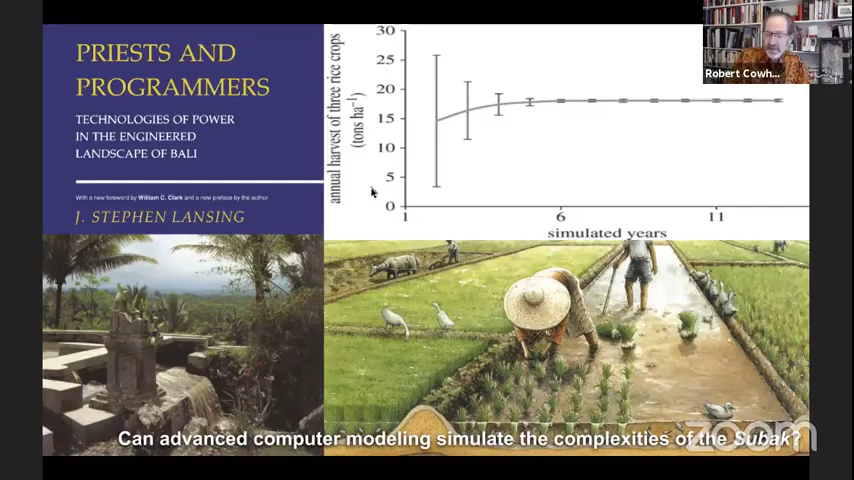 PRIESTS AND
PROGRAMMERS
TECHNOLOGIES OF POWER
IN THE ENGINEERED
LANDSCAPE OF BALI
With a new foreword by William C. Clark and a new preface by the author
J. STEPHEN LANSING
annual harvest of three rice crops
(tons ha⁻¹)
30
25
20
15
10
5
0
1
6
11
simulated years
Robert Cowh...
Can advanced computer modeling simulate the complexities of the Subak?
zoom